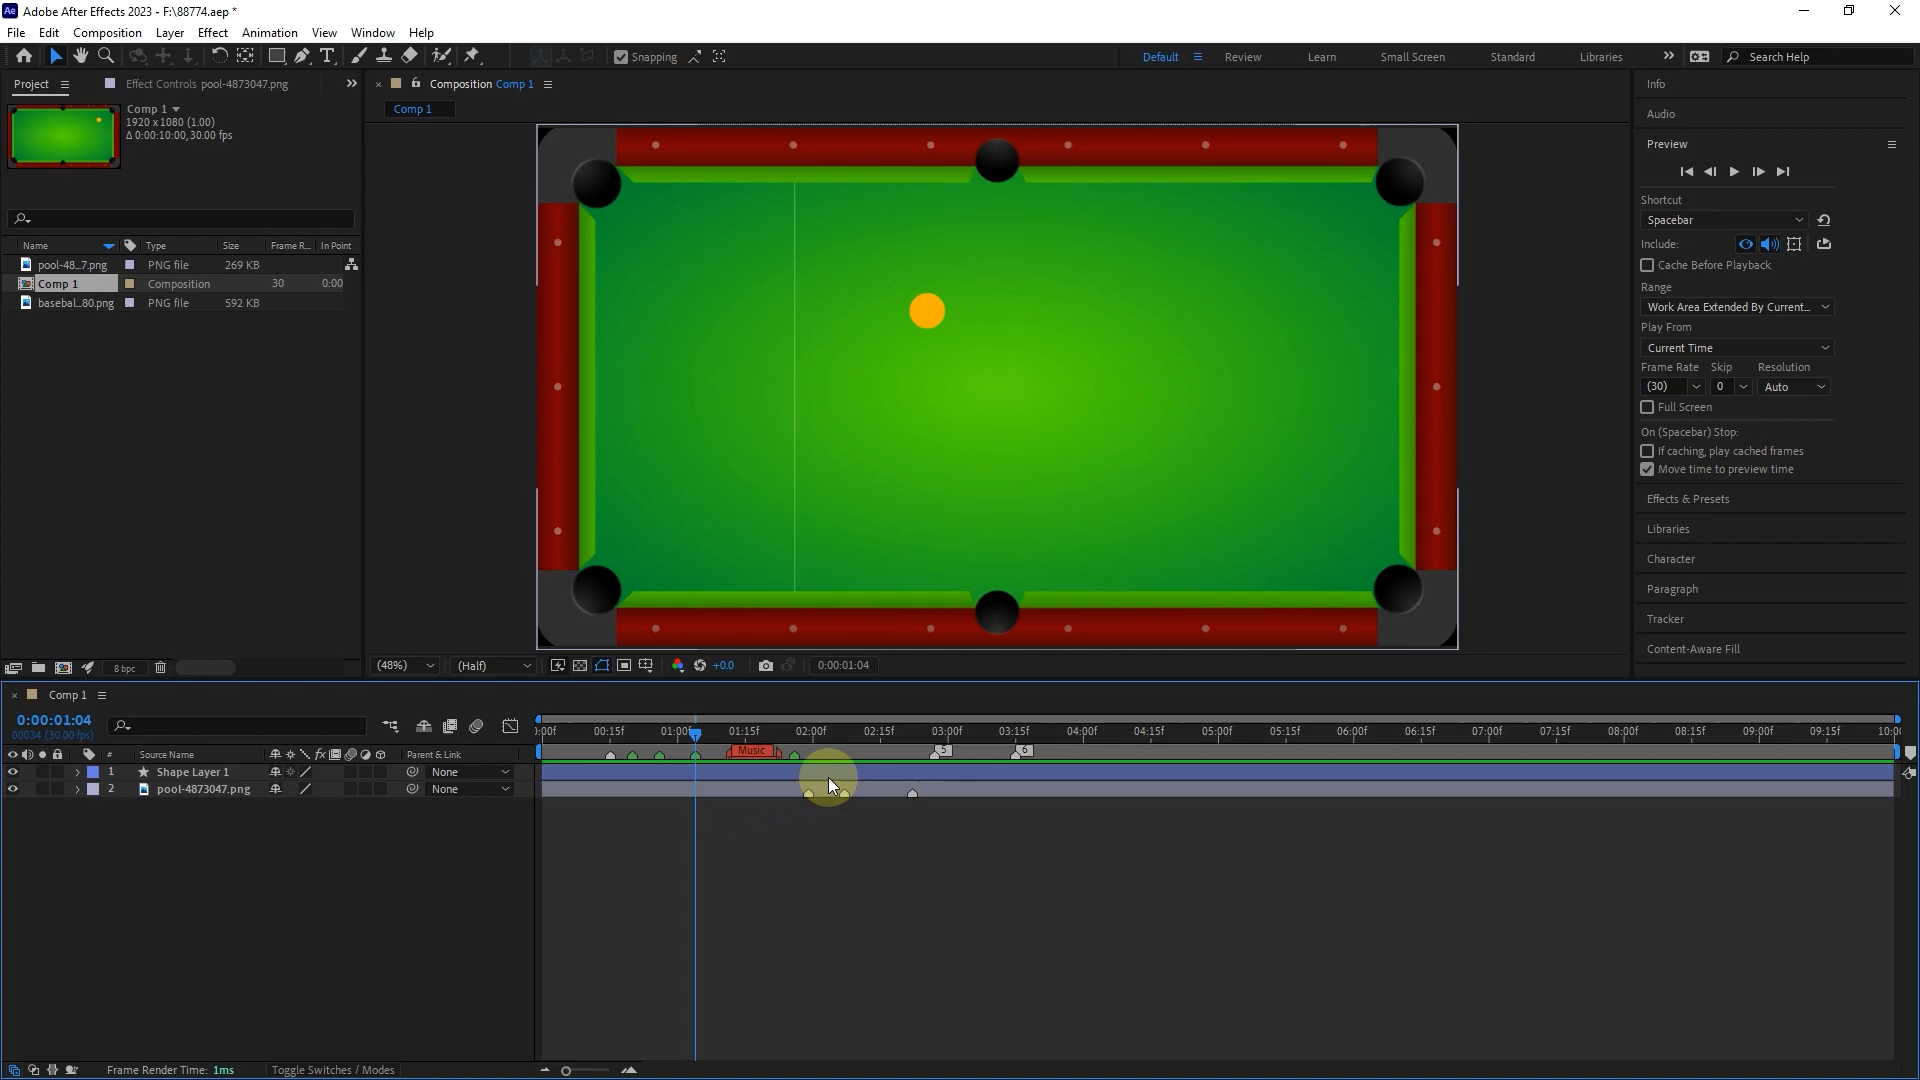 Ae Adobe After Effects 2023 - F:\88774.aep *
File Edit Composition Layer Effect Animation View Window Help
Snapping Default Review Learn Small Screen Standard Libraries Search Help
Project Effect Controls pool-4873047.png
Composition Comp 1
Comp 1
Comp 1
1920 x 1080 (1.00)
Δ 0:00:10:00, 30.00 fps
Name Type Size Frame R... In Point
pool-48...7.png PNG file 269 KB
Comp 1 Composition 30 0:00
basebal...80.png PNG file 592 KB
8 bpc
(48%) (Half) +0.0 0:00:01:04
Info
Audio
Preview
Shortcut
Spacebar
Include:
Cache Before Playback
Range
Work Area Extended By Current...
Play From
Current Time
Frame Rate Skip Resolution
(30) 0 Auto
Full Screen
On (Spacebar) Stop:
If caching, play cached frames
Move time to preview time
Effects & Presets
Libraries
Character
Paragraph
Tracker
Content-Aware Fill
Comp 1
0:00:01:04
00034 (30.00 fps)
:00f 00:15f 01:00f 01:15f 02:00f 02:15f 03:00f 03:15f 04:00f 04:15f 05:00f 05:15f 06:00f 06:15f 07:00f 07:15f 08:00f 08:15f 09:00f 09:15f 10:00
# Source Name fx Parent & Link
Music 5 6
1 Shape Layer 1 None
2 pool-4873047.png None
Frame Render Time: 1ms Toggle Switches / Modes